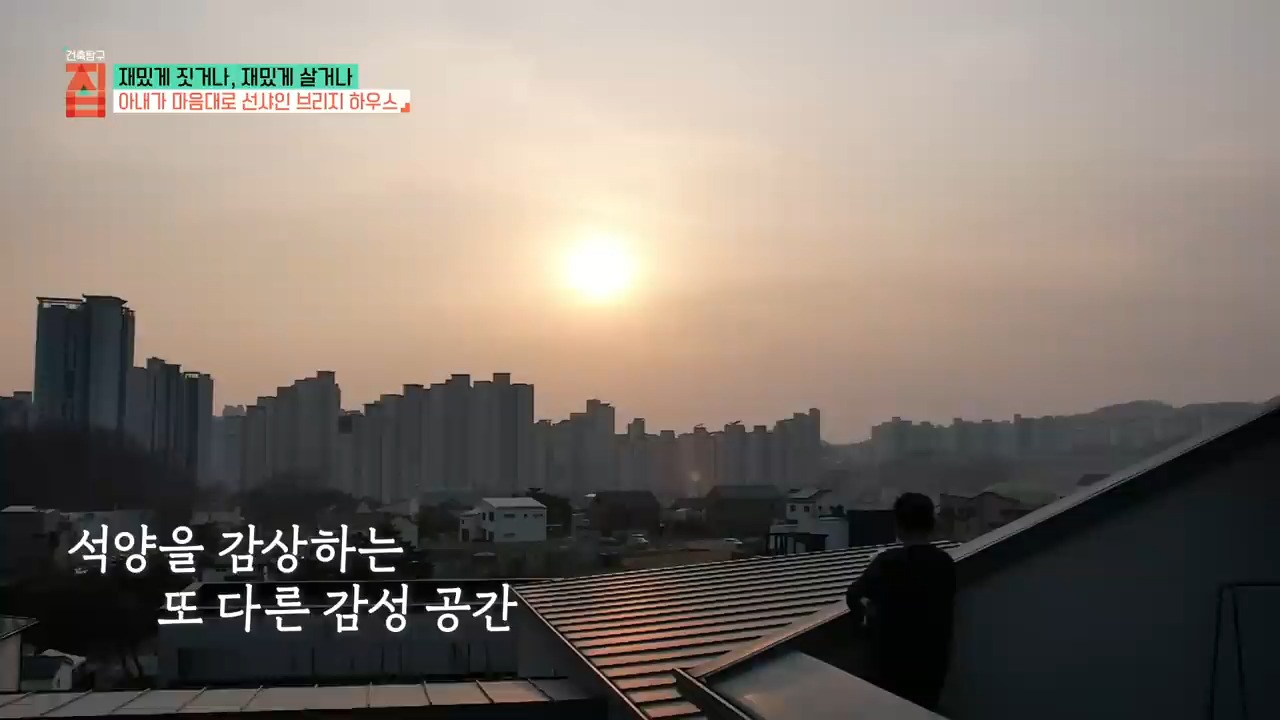 건축탐구
집
재밌게 짓거나, 재밌게 살거나
아내가 마음대로 선샤인 브리지 하우스
석양을 감상하는
또 다른 감성 공간